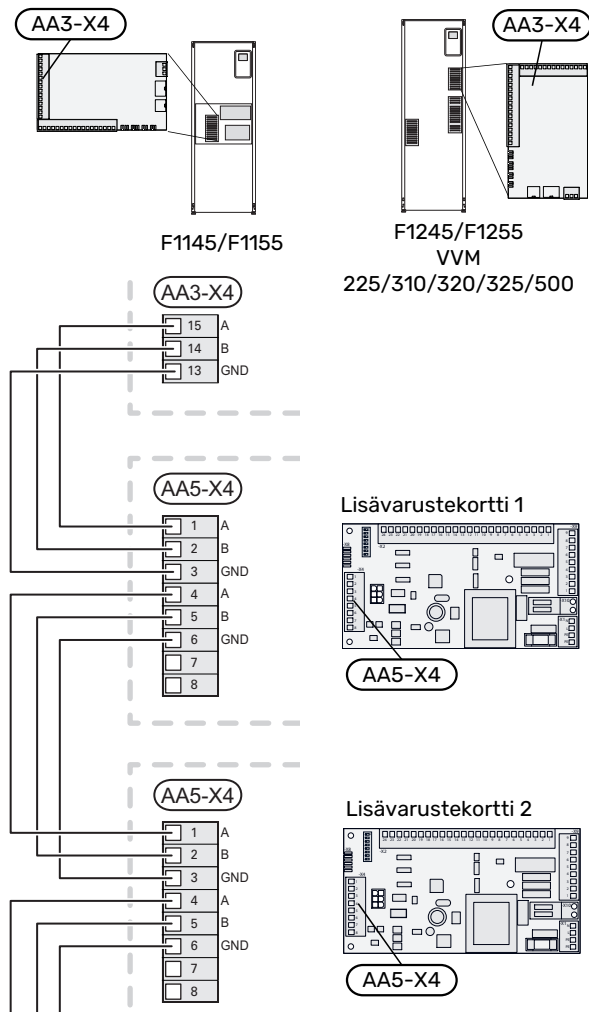 AA3-X4
AA3-X4
F1145/F1155
F1245/F1255
VVM
225/310/320/325/500
AA3-X4
15 A
14 B
13 GND
AA5-X4
1 A
2 B
3 GND
4 A
5 B
6 GND
7
8
Lisävarustekortti 1
AA5-X4
AA5-X4
1 A
2 B
3 GND
4 A
5 B
6 GND
7
8
Lisävarustekortti 2
AA5-X4